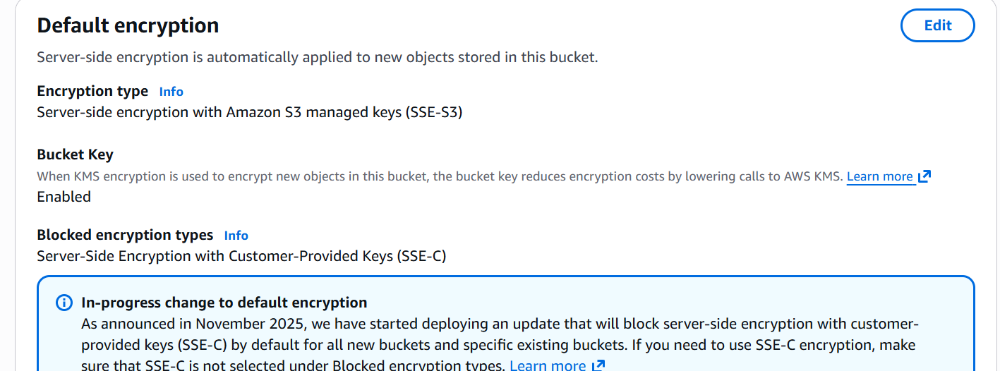 Default encryption
Edit
Server-side encryption is automatically applied to new objects stored in this bucket.
Encryption type Info
Server-side encryption with Amazon S3 managed keys (SSE-S3)
Bucket Key
When KMS encryption is used to encrypt new objects in this bucket, the bucket key reduces encryption costs by lowering calls to AWS KMS. Learn more
Enabled
Blocked encryption types Info
Server-Side Encryption with Customer-Provided Keys (SSE-C)
In-progress change to default encryption
As announced in November 2025, we have started deploying an update that will block server-side encryption with customer-
provided keys (SSE-C) by default for all new buckets and specific existing buckets. If you need to use SSE-C encryption, make
sure that SSE-C is not selected under Blocked encryption types. Learn more